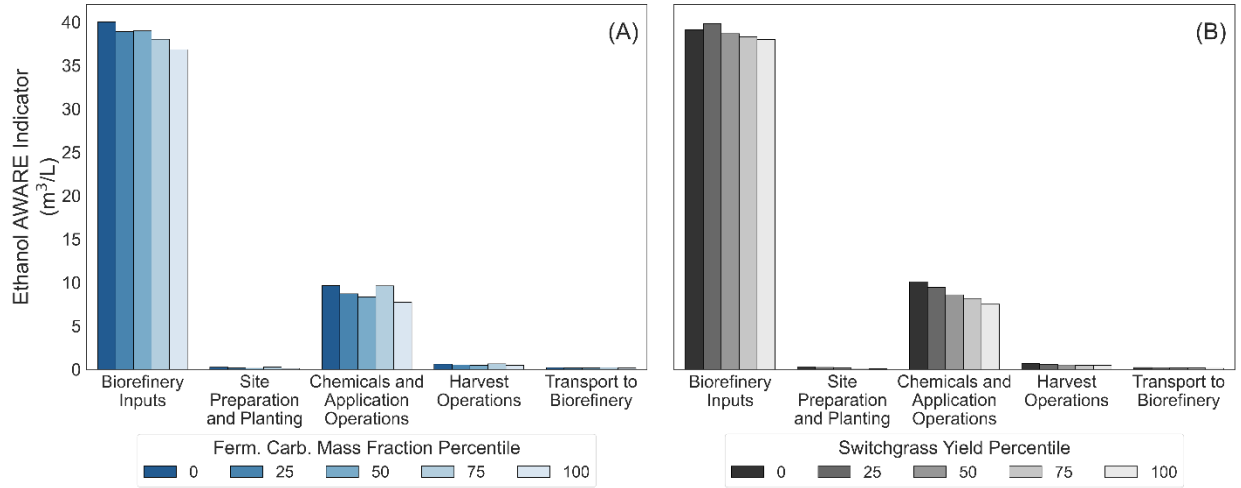 Ethanol AWARE Indicator
(m³/L)
40
35
30
25
20
15
10
5
0
(A)
Biorefinery
Inputs
Site
Preparation
and Planting
Chemicals and
Application
Operations
Harvest
Operations
Transport to
Biorefinery
Ferm. Carb. Mass Fraction Percentile
0 25 50 75 100
(B)
Biorefinery
Inputs
Site
Preparation
and Planting
Chemicals and
Application
Operations
Harvest
Operations
Transport to
Biorefinery
Switchgrass Yield Percentile
0 25 50 75 100